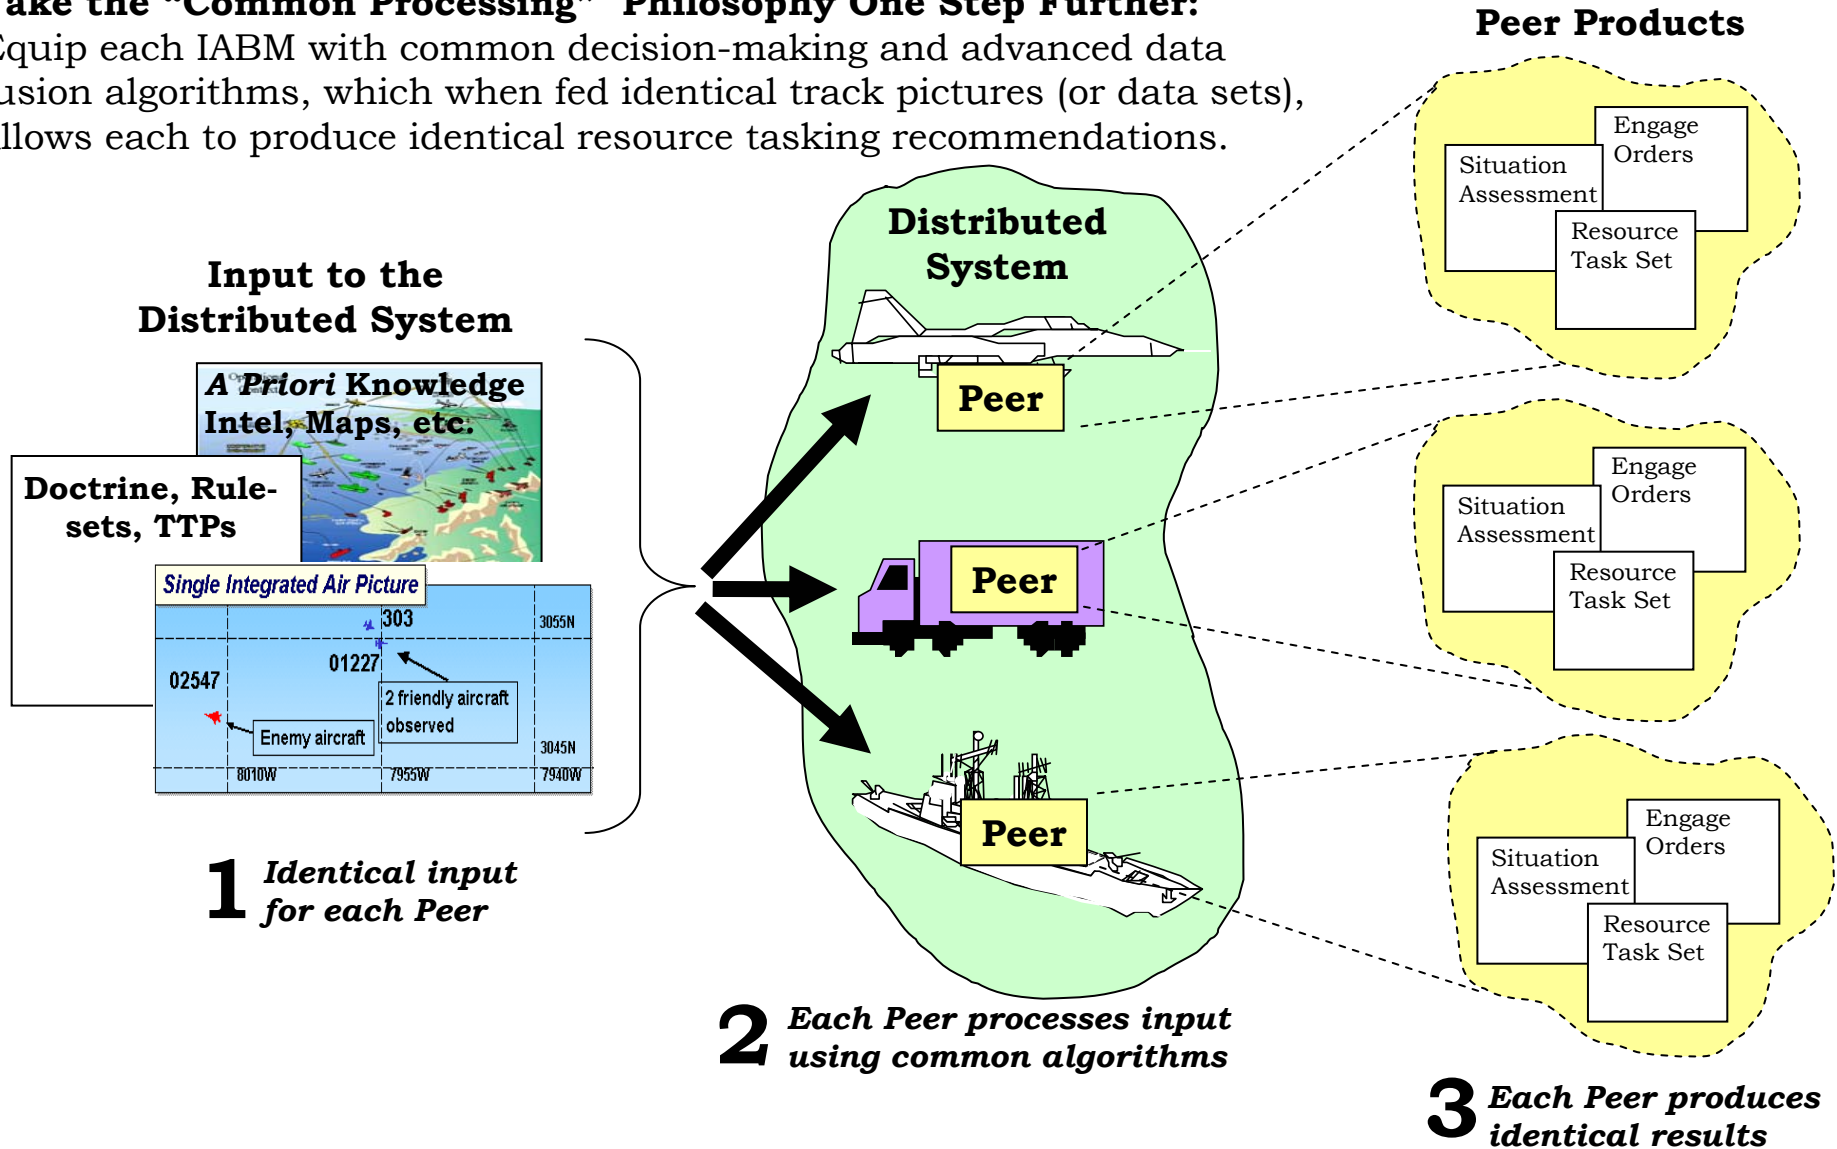 ake the “Common Processing” Philosophy One Step Further:
Equip each IABM with common decision-making and advanced data
usion algorithms, which when fed identical track pictures (or data sets),
llows each to produce identical resource tasking recommendations.
Peer Products
Engage
Orders
Situation
Assessment
Resource
Task Set
Distributed
System
Input to the
Distributed System
A Priori Knowledge
Intel, Maps, etc.
Peer
Doctrine, Rule-
sets, TTPs
Engage
Orders
Situation
Assessment
Resource
Task Set
Peer
Single Integrated Air Picture
303
3055N
01227
02547
2 friendly aircraft
observed
Enemy aircraft
3045N
8010W
7955W
7940W
Peer
Engage
Orders
Situation
Assessment
Resource
Task Set
1 Identical input
for each Peer
2 Each Peer processes input
using common algorithms
3 Each Peer produces
identical results